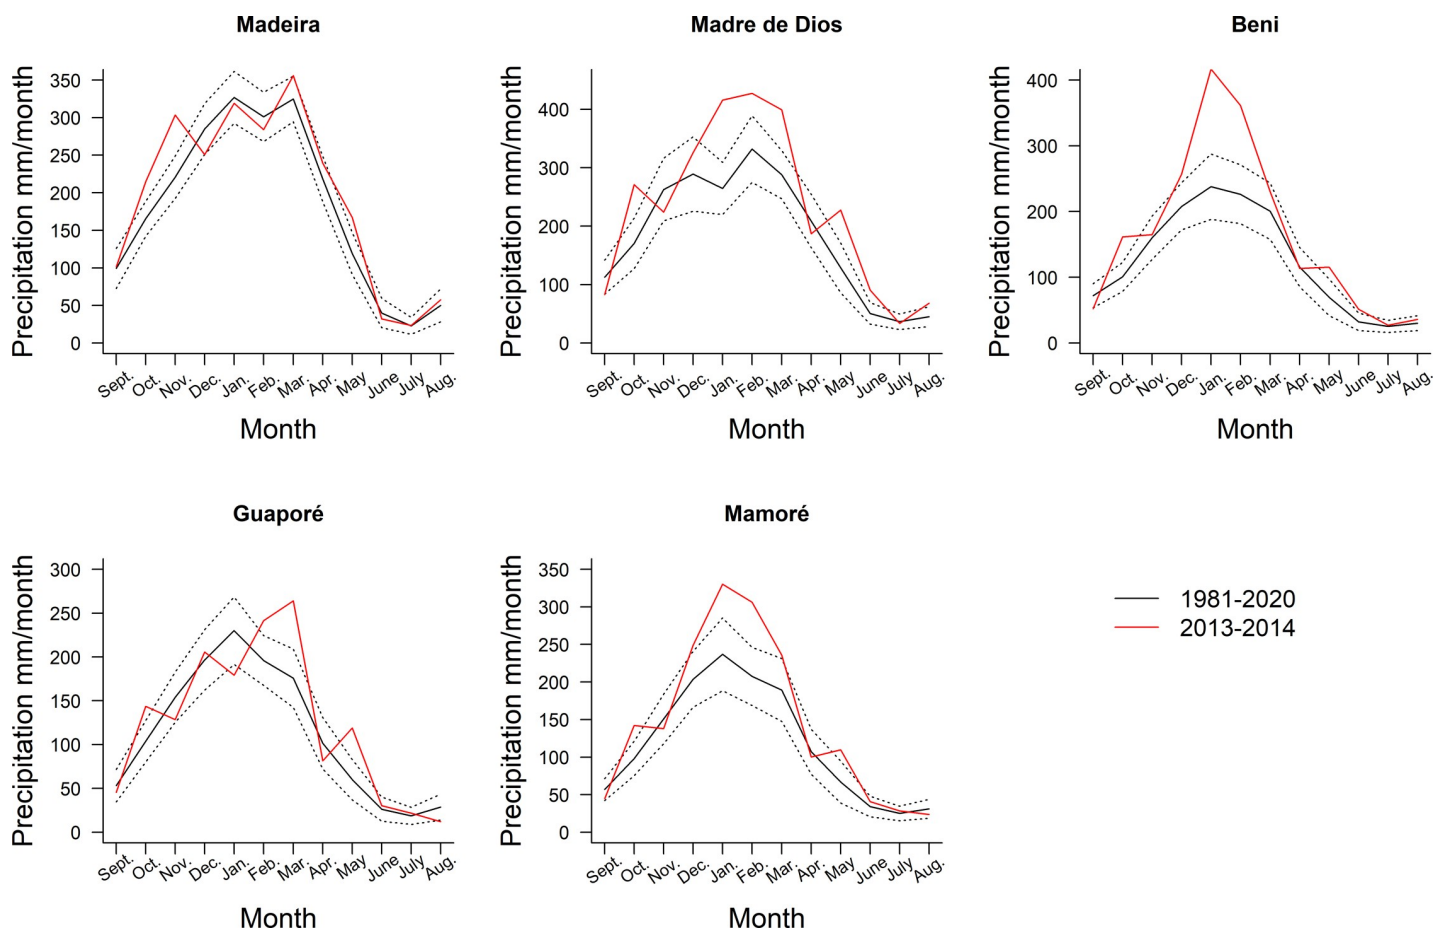 Madeira
Precipitation mm/month
350
300
250
200
150
100
50
0
Sept. Oct. Nov. Dec. Jan. Feb. Mar. Apr. May June July Aug.
Month
Madre de Dios
Precipitation mm/month
400
300
200
100
0
Sept. Oct. Nov. Dec. Jan. Feb. Mar. Apr. May June July Aug.
Month
Beni
Precipitation mm/month
400
300
200
100
0
Sept. Oct. Nov. Dec. Jan. Feb. Mar. Apr. May June July Aug.
Month
Guaporé
Precipitation mm/month
300
250
200
150
100
50
0
Sept. Oct. Nov. Dec. Jan. Feb. Mar. Apr. May June July Aug.
Month
Mamoré
Precipitation mm/month
350
300
250
200
150
100
50
0
Sept. Oct. Nov. Dec. Jan. Feb. Mar. Apr. May June July Aug.
Month
1981-2020
2013-2014